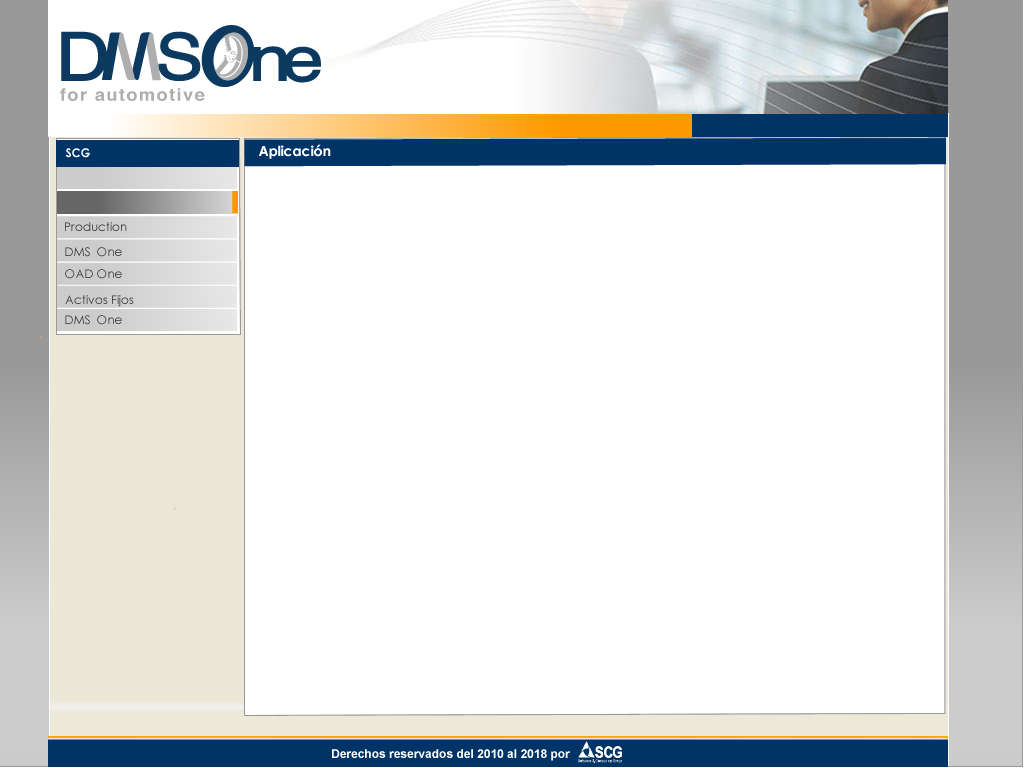 DMSOne
for automotive
SCG
Aplicación
Production
DMS One
OAD One
Activos Fijos
DMS One
Derechos reservados del 2010 al 2018 por SCG